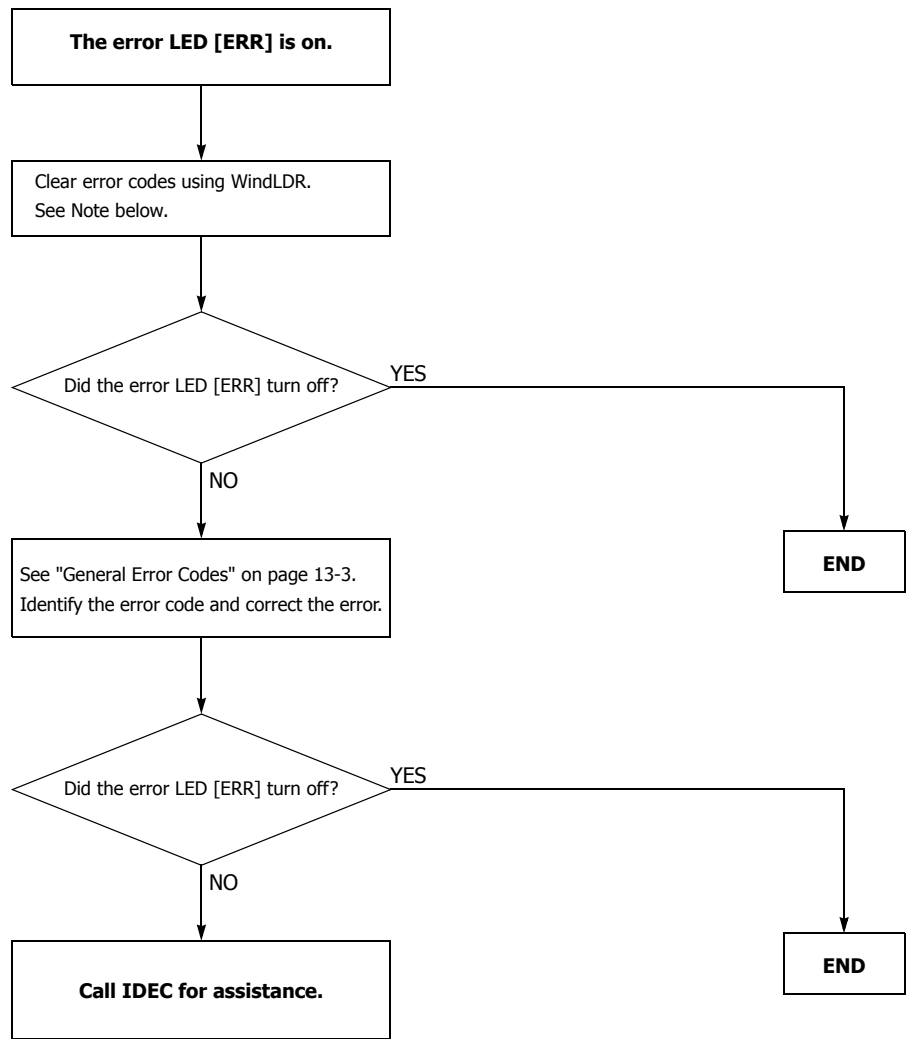 The error LED [ERR] is on.
Clear error codes using WindLDR.
See Note below.
Did the error LED [ERR] turn off?
YES
NO
END
See "General Error Codes" on page 13-3.
Identify the error code and correct the error.
Did the error LED [ERR] turn off?
YES
NO
END
Call IDEC for assistance.